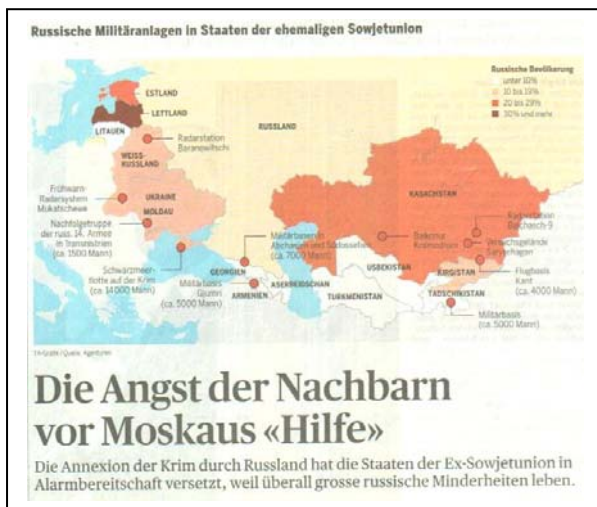 Russische Militäranlagen in Staaten der ehemaligen Sowjetunion
Russische Bevölkerung
unter 10%
10 bis 19%
20 bis 29%
30% und mehr
ESTLAND
LETTLAND
LITAUEN
Radarstation
Baranowitschi
RUSSLAND
WEISS-
RUSSLAND
KASACHSTAN
Frühwarn-
Radarsystem
Mukatschewe
UKRAINE
MOLDAU
Radarstation
Balchasch-9
Nachfolgetruppe
der russ. 14. Armee
in Transnistrien
(ca. 1500 Mann)
Militärbasen in
Abchasien und Südossetien
(ca. 7000 Mann)
Baikonur
Versuchsgelände
Schwarzmeer-
flotte auf der Krim
(ca. 14 000 Mann)
GEORGIEN
USBEKISTAN
KIRGISTAN
Flugbasis
Kant
(ca. 4000 Mann)
Militärbasis
Gjumri
(ca. 5000 Mann)
ARMENIEN
ASERBEIDSCHAN
TURKMENISTAN
TADSCHIKISTAN
Militärbasis
(ca. 5000 Mann)
TA-Grafik / Quelle: Agenturen
Die Angst der Nachbarn
vor Moskaus «Hilfe»
Die Annexion der Krim durch Russland hat die Staaten der Ex-Sowjetunion in
Alarmbereitschaft versetzt, weil überall grosse russische Minderheiten leben.